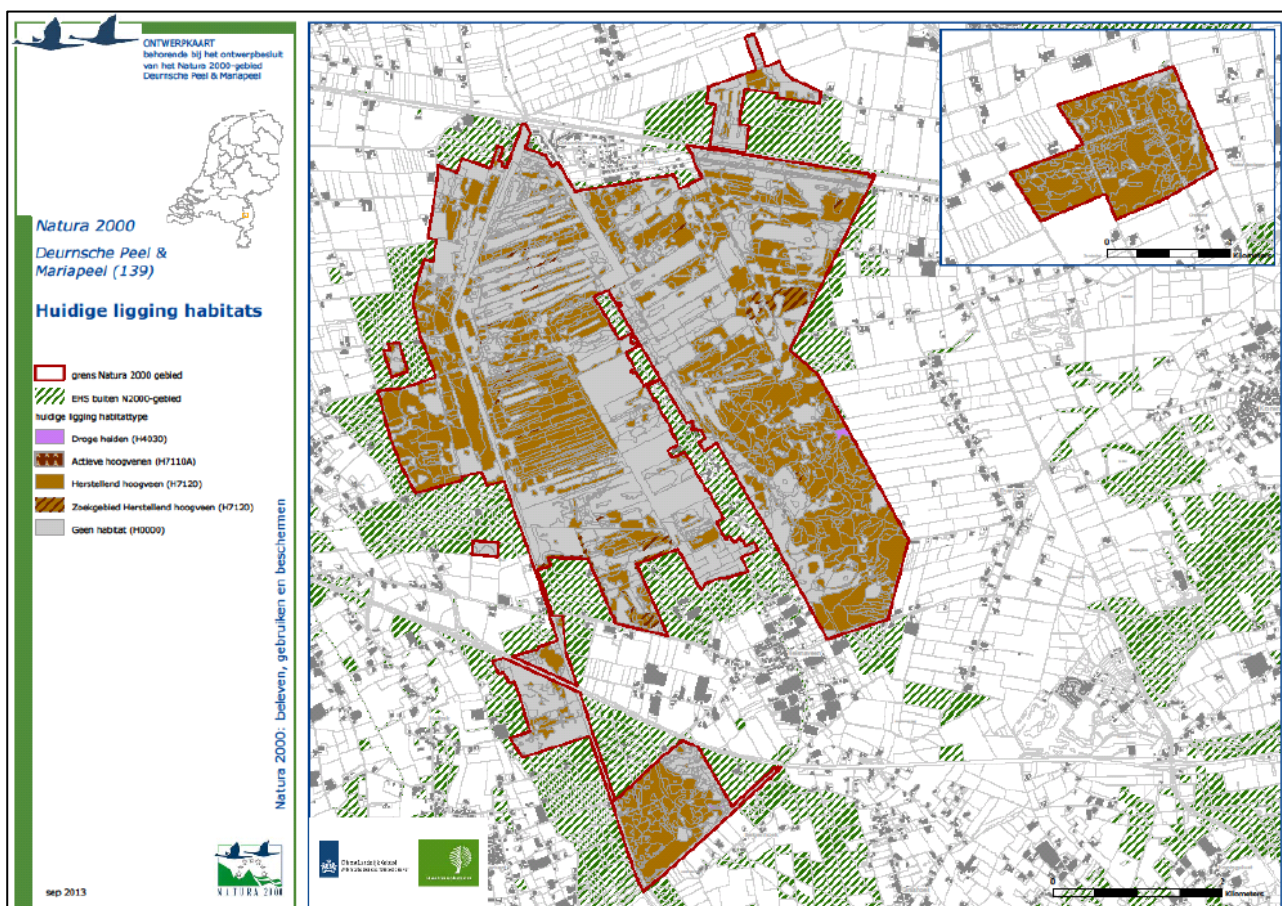 ONTWERPKAART
behorende bij het ontwerpbesluit
van het Natura 2000-gebied
Deurnsche Peel & Mariapeel
Natura 2000
Deurnsche Peel &
Mariapeel (139)
Huidige ligging habitats
grens Natura 2000 gebied
EHS buiten N2000-gebied
huidige ligging habitattype
Droge heiden (H4030)
Actieve hoogvenen (H7110A)
Herstellend hoogveen (H7120)
Zoekgebied Herstellend hoogveen (H7120)
Geen habitat (H0000)
Natura 2000: beleven, gebruiken en beschermen
sep 2013
NATURA 2000
0
Kilometers
0 2
Kilometers